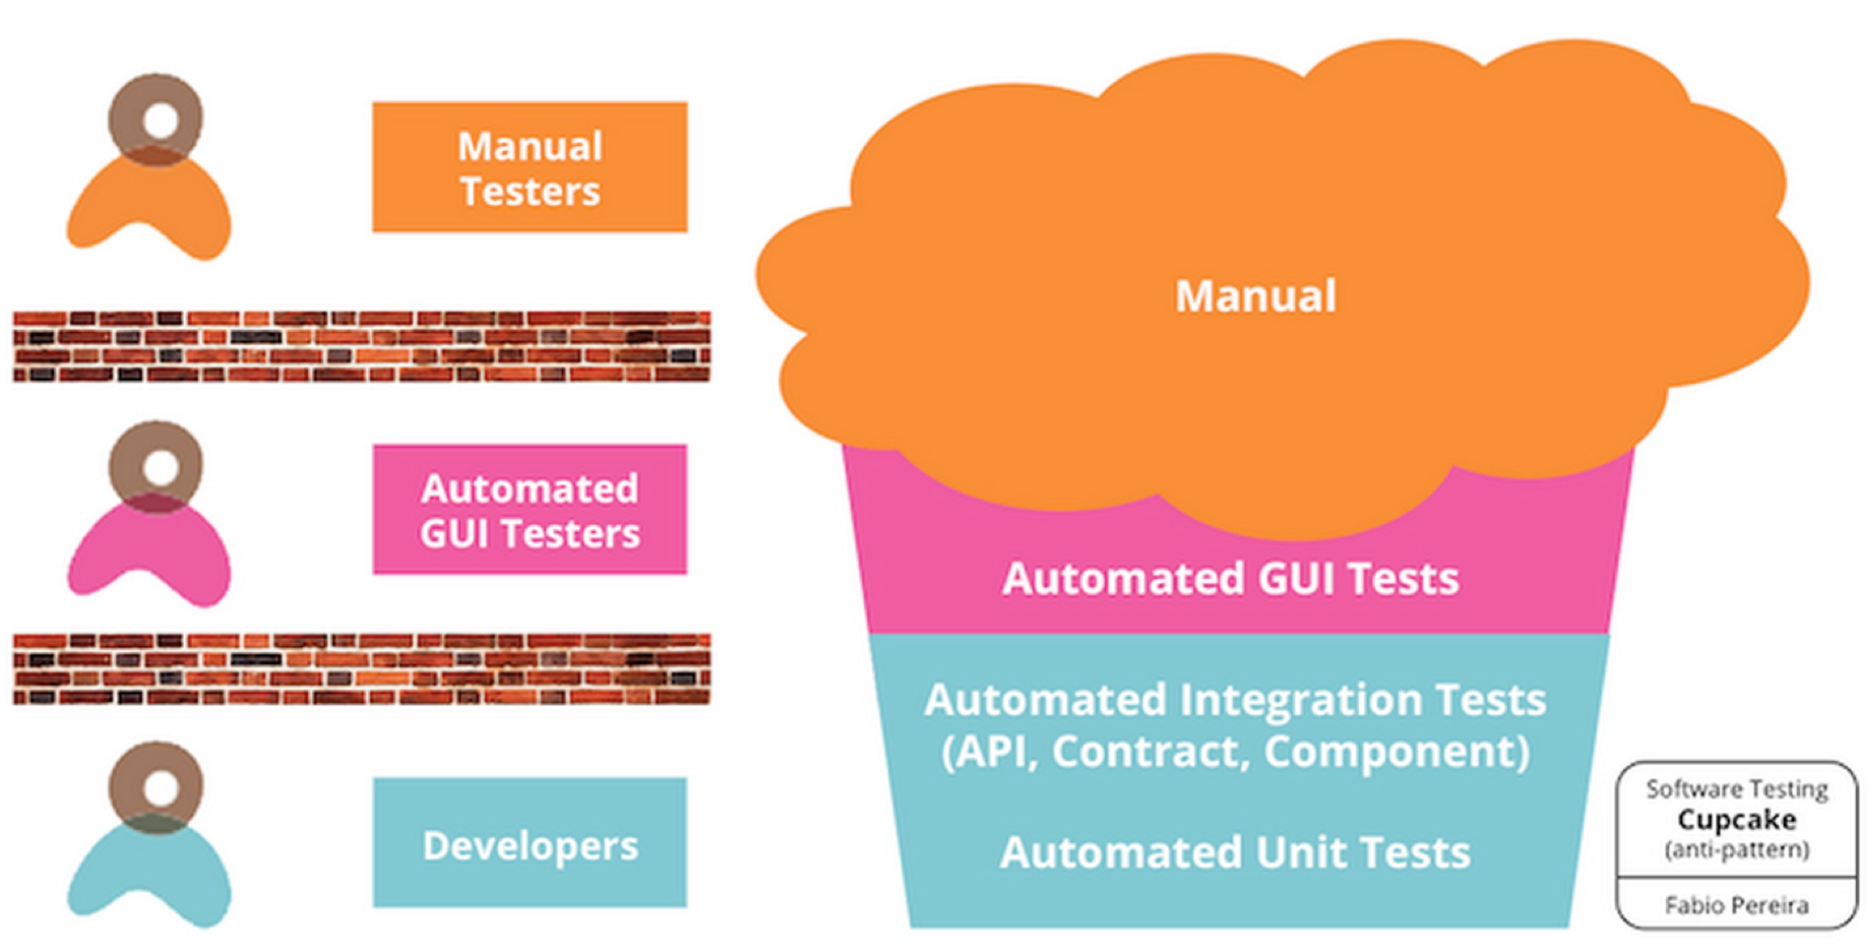 Manual
Testers
Automated
GUI Testers
Developers
Manual
Automated GUI Tests
Automated Integration Tests
(API, Contract, Component)
Automated Unit Tests
Software Testing
Cupcake
(anti-pattern)
Fabio Pereira